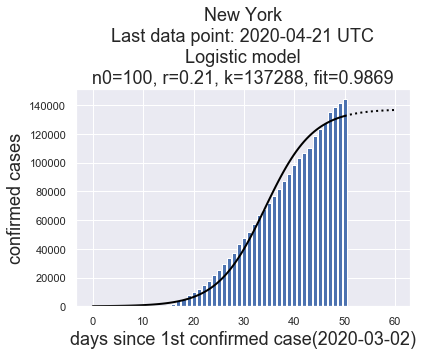 New York
Last data point: 2020-04-21 UTC
Logistic model
n0=100, r=0.21, k=137288, fit=0.9869
140000
120000
100000
80000
60000
40000
20000
0
confirmed cases
0 10 20 30 40 50 60
days since 1st confirmed case(2020-03-02)